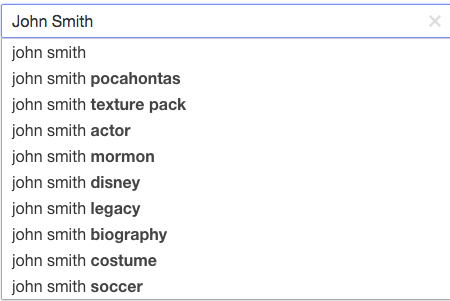 John Smith
john smith
john smith pocahontas
john smith texture pack
john smith actor
john smith mormon
john smith disney
john smith legacy
john smith biography
john smith costume
john smith soccer